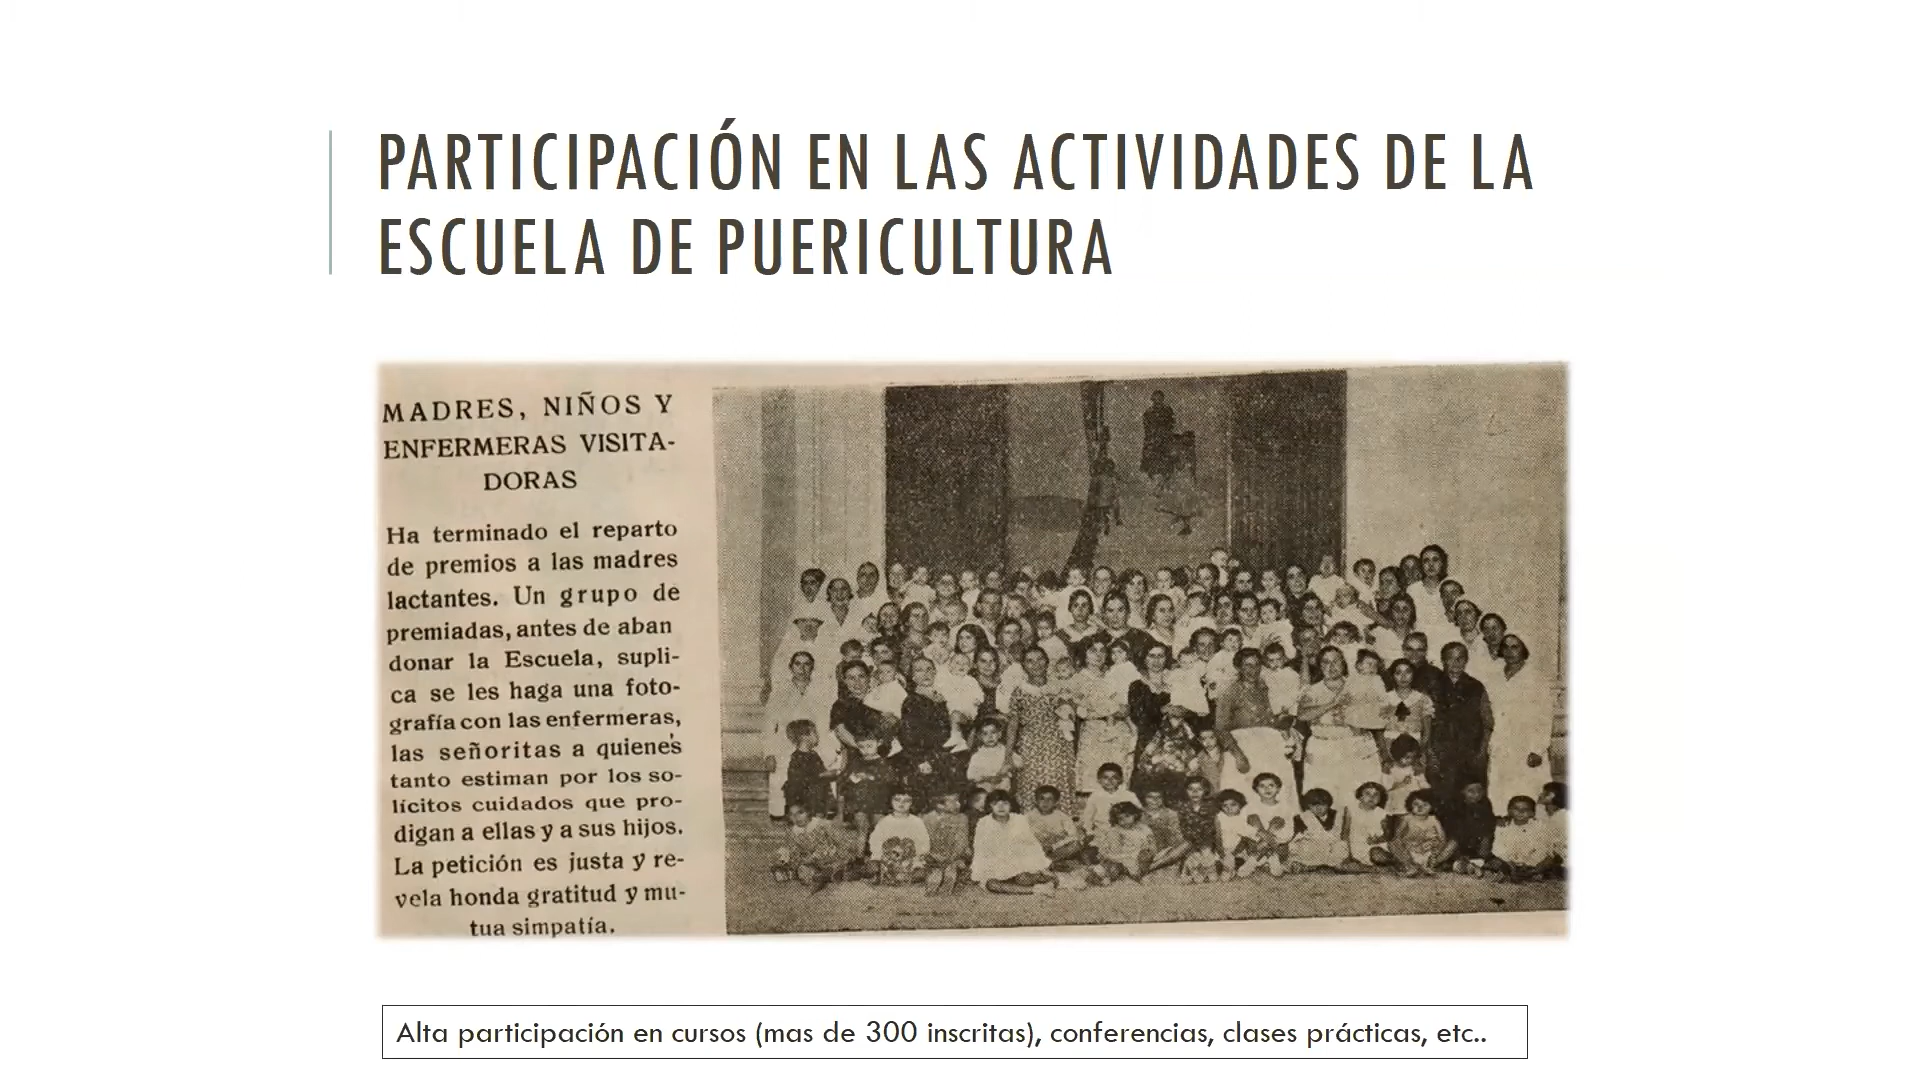 PARTICIPACIÓN EN LAS ACTIVIDADES DE LA
ESCUELA DE PUERICULTURA
MADRES, NIÑOS Y
ENFERMERAS VISITA-
DORAS
Ha terminado el reparto
de premios a las madres
lactantes. Un grupo de
premiadas, antes de aban
donar la Escuela, supli-
ca se les haga una foto-
grafía con las enfermeras,
las señoritas a quienes
tanto estiman por los so-
lícitos cuidados que pro-
digan a ellas y a sus hijos.
La petición es justa y re-
vela honda gratitud y mu-
tua simpatía.
Alta participación en cursos (mas de 300 inscritas), conferencias, clases prácticas, etc..